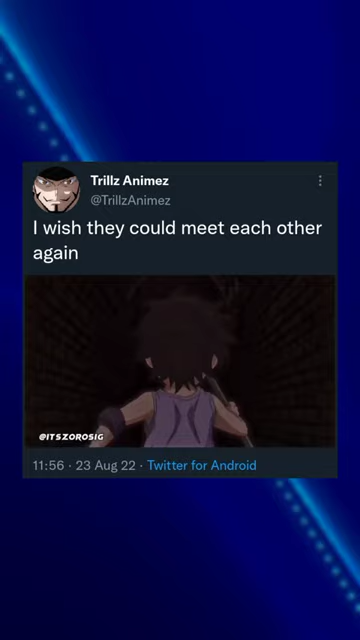 Trillz Animez
@TrillzAnimez
I wish they could meet each other
again
@ITSZOROSIG
11:56 · 23 Aug 22 · Twitter for Android